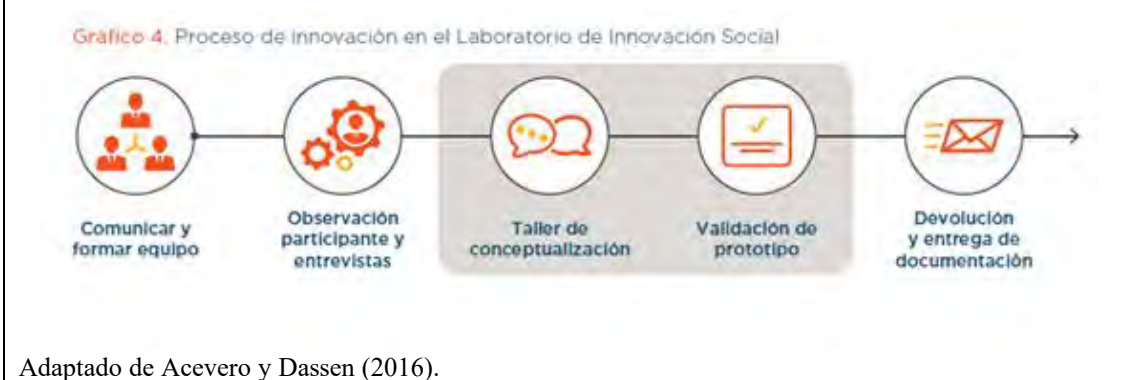 Gráfico 4. Proceso de innovación en el Laboratorio de Innovación Social
Comunicar y
formar equipo
Observación
participante y
entrevistas
Taller de
conceptualización
Validación de
prototipo
Devolución
y entrega de
documentación
Adaptado de Acevero y Dassen (2016).